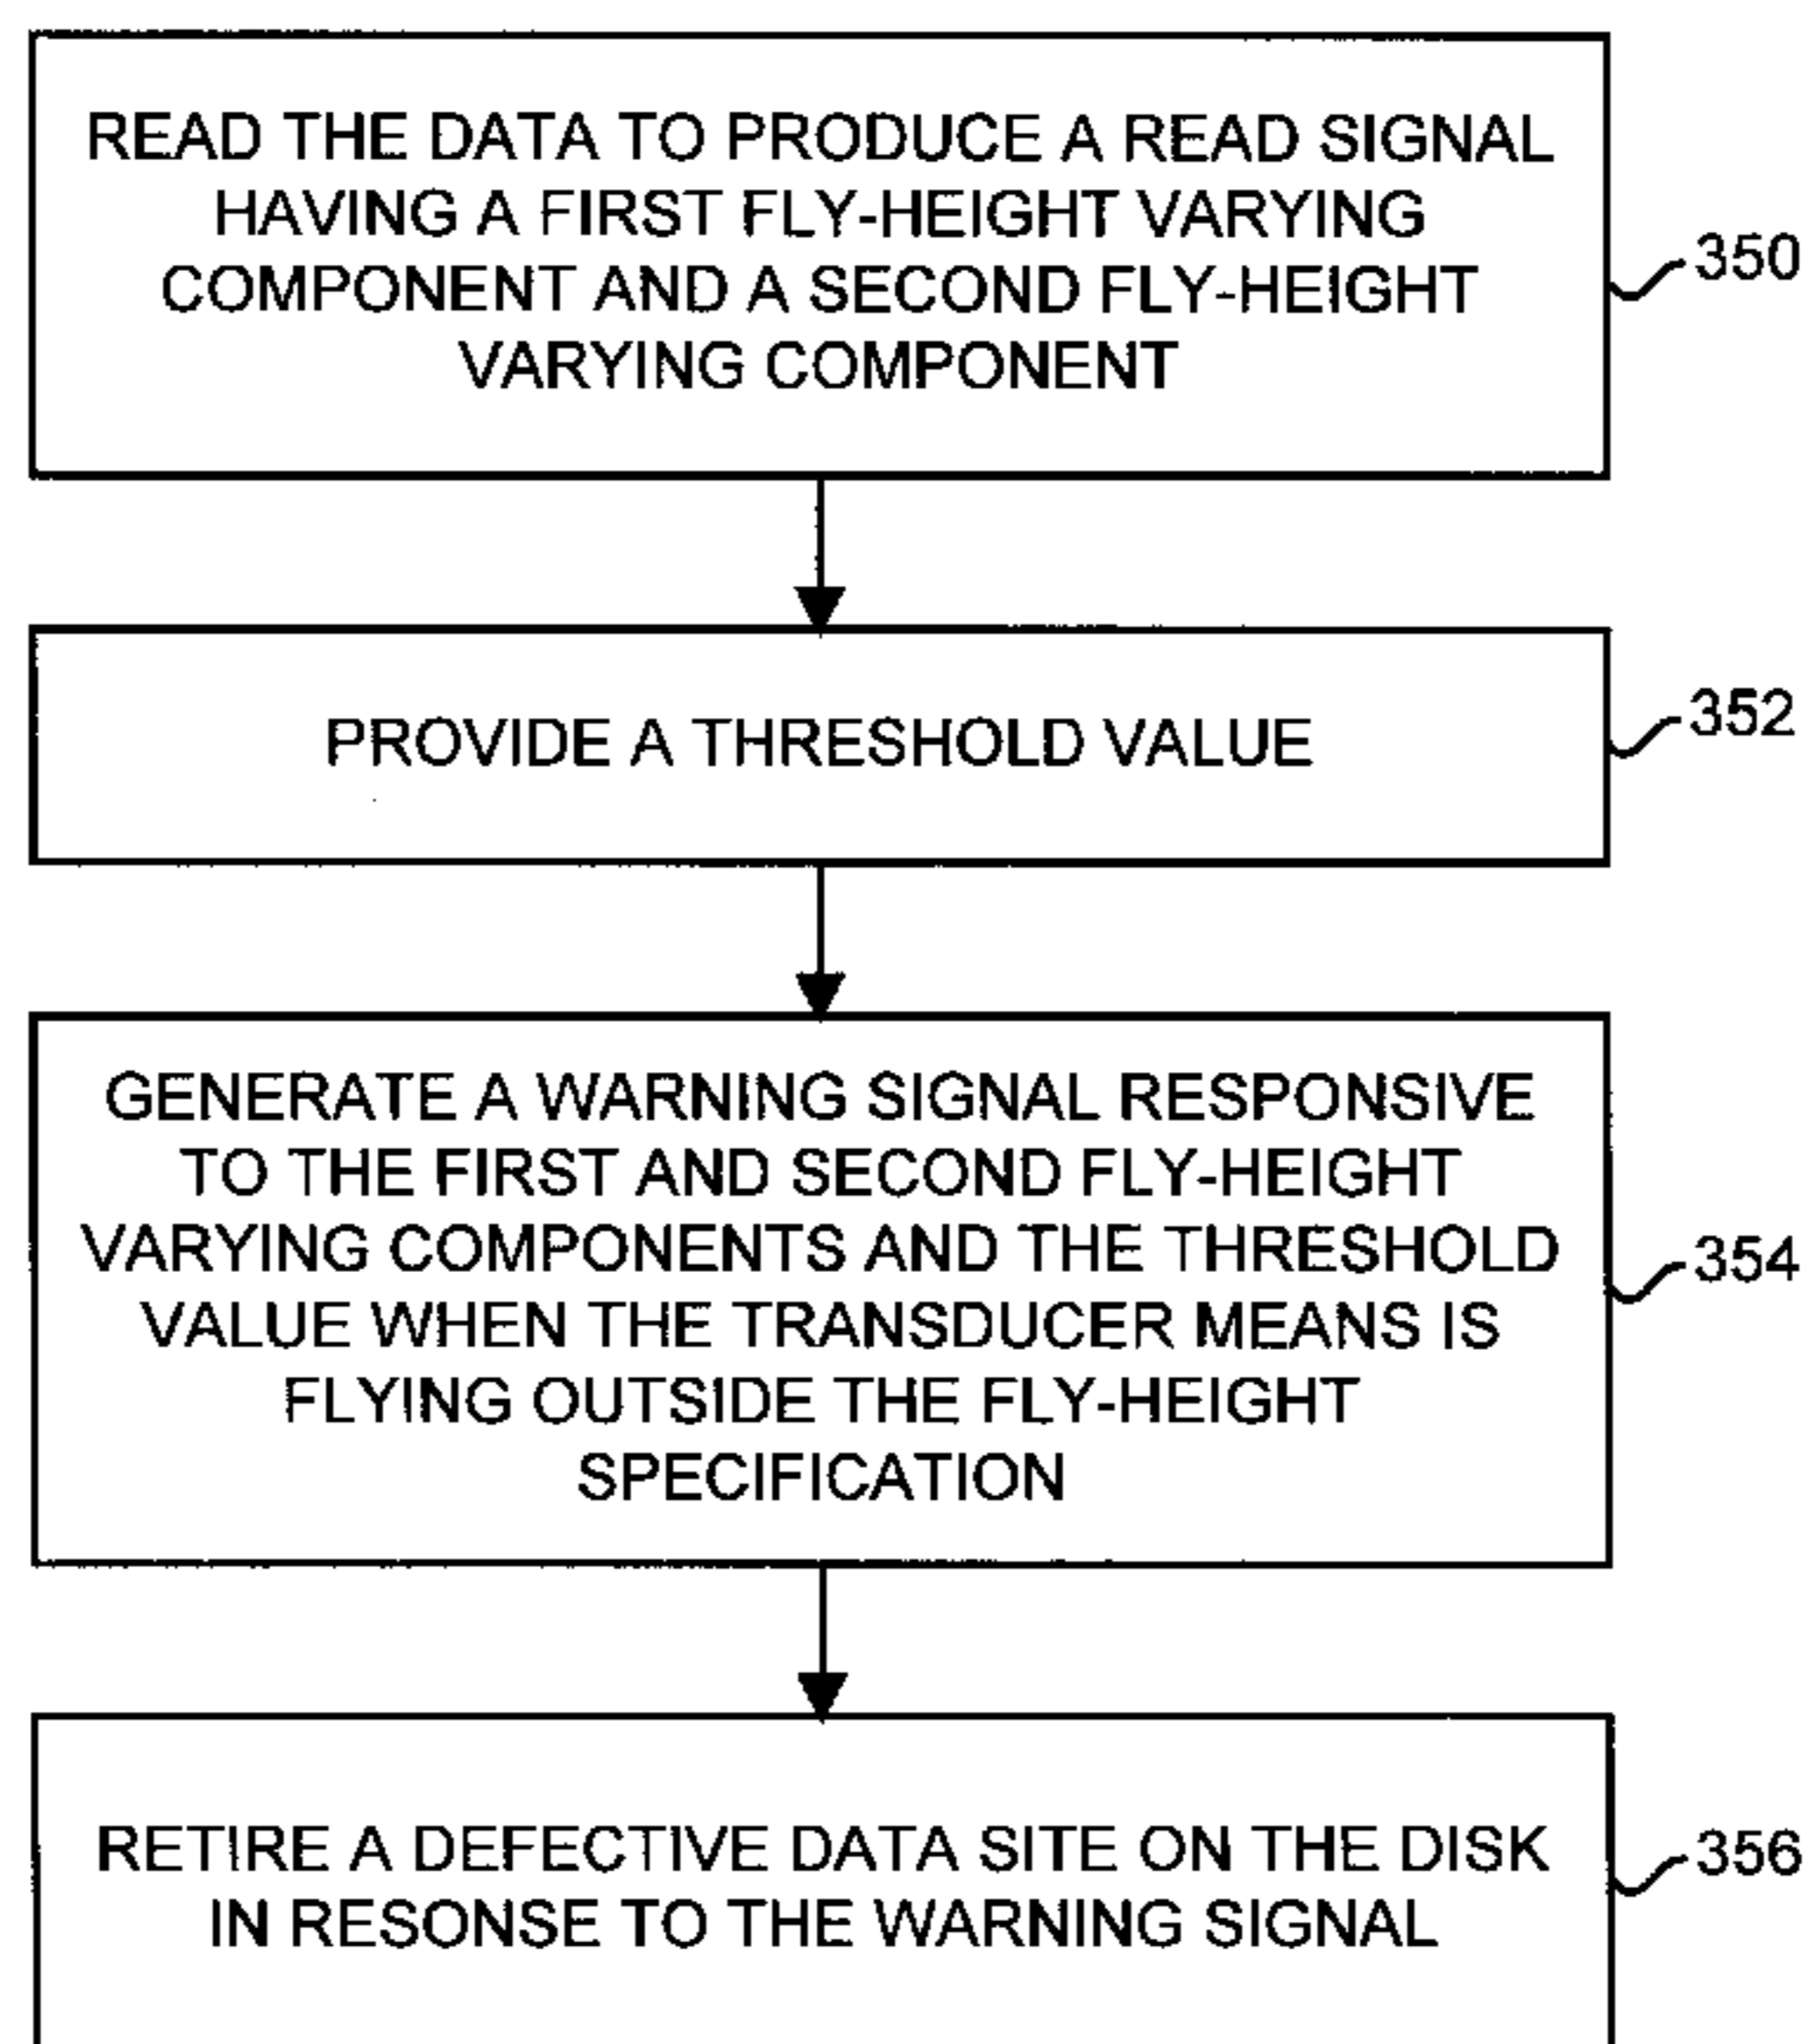 READ THE DATA TO PRODUCE A READ SIGNAL
HAVING A FIRST FLY-HEIGHT VARYING
COMPONENT AND A SECOND FLY-HEIGHT
VARYING COMPONENT
350
PROVIDE A THRESHOLD VALUE
352
GENERATE A WARNING SIGNAL RESPONSIVE
TO THE FIRST AND SECOND FLY-HEIGHT
VARYING COMPONENTS AND THE THRESHOLD
VALUE WHEN THE TRANSDUCER MEANS IS
FLYING OUTSIDE THE FLY-HEIGHT
SPECIFICATION
354
RETIRE A DEFECTIVE DATA SITE ON THE DISK
IN RESONSE TO THE WARNING SIGNAL
356